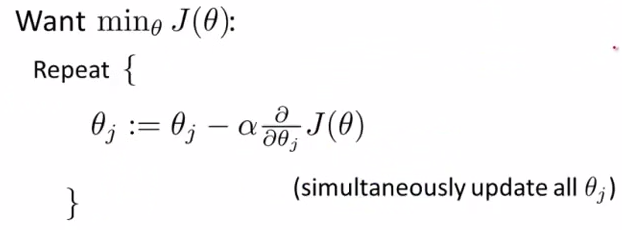 Want min_θ J(θ):
Repeat {
θ_j := θ_j − α ∂/∂θ_j J(θ)
(simultaneously update all θ_j)
}